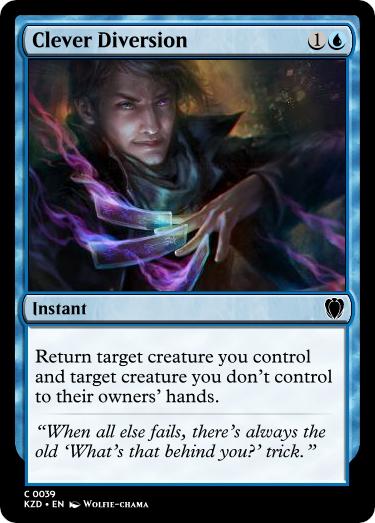 Clever Diversion 1
Instant
Return target creature you control
and target creature you don't control
to their owners' hands.
"When all else fails, there's always the
old 'What's that behind you?' trick."
C 0039
KZD • EN Wolfie-chama